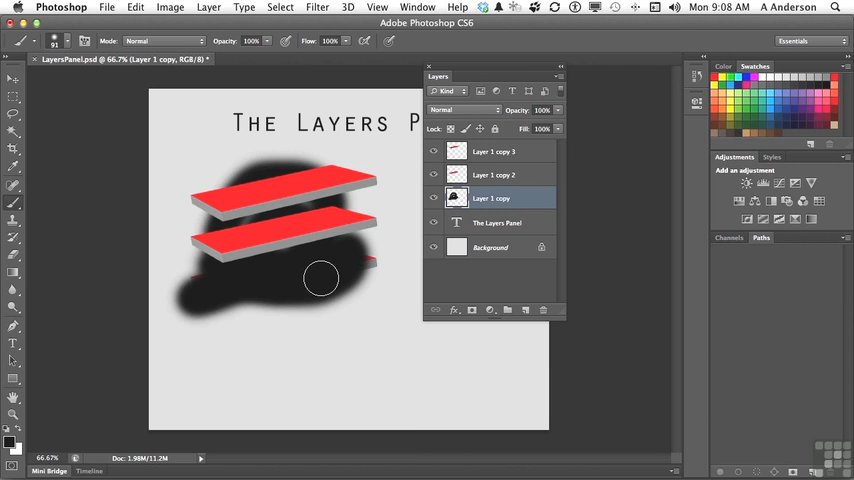 Photoshop File Edit Image Layer Type Select Filter 3D View Window Help Mon 9:08 AM A Anderson
Adobe Photoshop CS6
91 Mode: Normal Opacity: 100% Flow: 100% Essentials
LayersPanel.psd @ 66.7% (Layer 1 copy, RGB/8) *
Color Swatches
Layers
Kind
Normal Opacity: 100%
Lock: Fill: 100%
The Layers P
Layer 1 copy 3
Layer 1 copy 2
Layer 1 copy
The Layers Panel
Background
Adjustments Styles
Add an adjustment
Channels Paths
66.67% Doc: 1.98M/11.2M
Mini Bridge Timeline